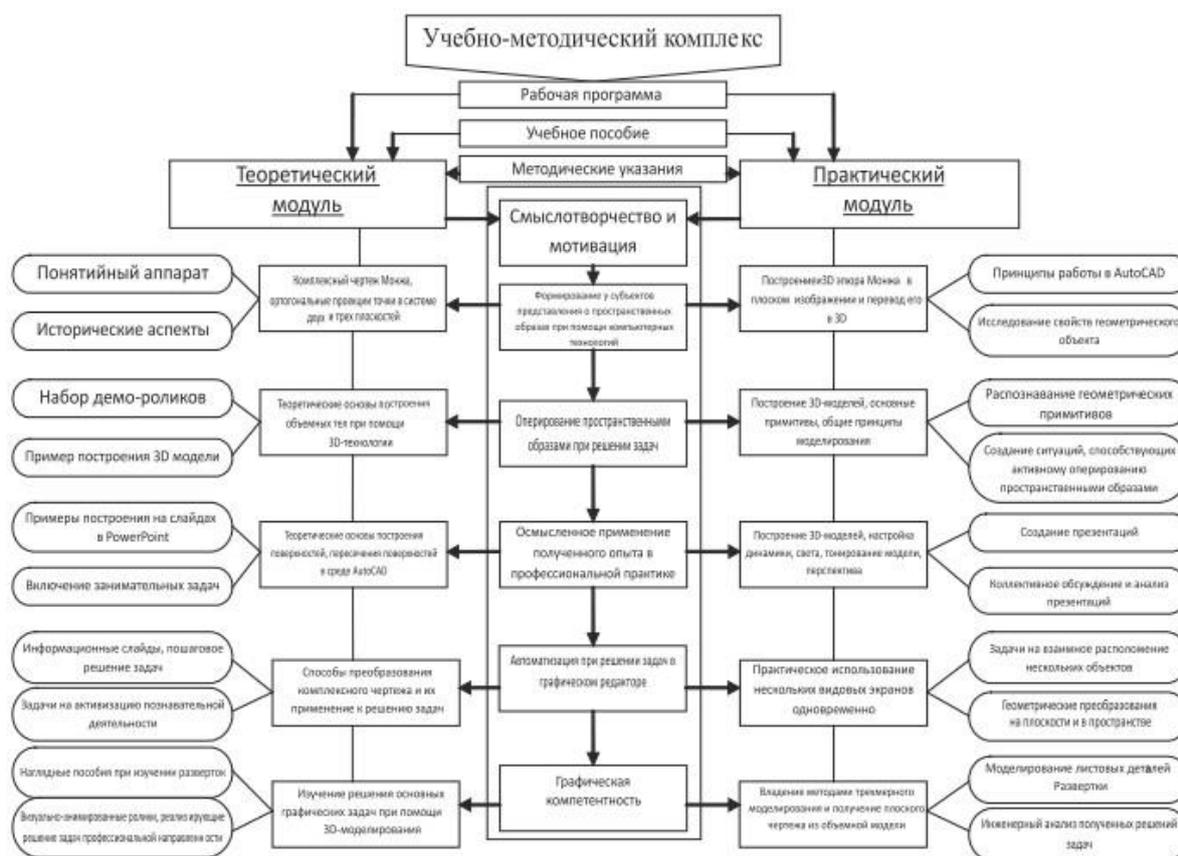 Учебно-методический комплекс
Рабочая программа
Учебное пособие
Методические указания
Теоретический
модуль
Практический
модуль
Смыслотворчество и
мотивация
Понятийный аппарат
Исторические аспекты
Комплексный чертеж Монжа,
ортогональные проекции точки в системе
двух и трех плоскостей
Формирование у субъектов
представления о пространственных
образах при помощи компьютерных
технологий
Построениеи3D эпюра Монжа в
плоском изображении и перевод его
в 3D
Принципы работы в AutoCAD
Исследование свойств геометрического
объекта
Набор демо-роликов
Пример построения 3D модели
Теоретические основы построения
объемных тел при помощи
3D-технологии
Оперирование пространственными
образами при решении задач
Построение 3D-моделей, основные
примитивы, общие принципы
моделирования
Распознавание геометрических
примитивов
Создание ситуаций, способствующих
активному оперированию
пространственными образами
Примеры построения на слайдах
в PowerPoint
Включение занимательных задач
Теоретические основы построения
поверхностей, пересечения поверхностей
в среде AutoCAD
Осмысленное применение
полученного опыта в
профессиональной практике
Построение 3D-моделей, настройка
динамики, света, тонирование модели,
перспектива
Создание презентаций
Коллективное обсуждение и анализ
презентаций
Информационные слайды, пошаговое
решение задач
Задачи на активизацию познавательной
деятельности
Способы преобразования
комплексного чертежа и их
применение к решению задач
Автоматизация при решении задач в
графическом редакторе
Практическое использование
нескольких видовых экранов
одновременно
Задачи на взаимное расположение
нескольких объектов
Геометрические преобразования
на плоскости и в пространстве
Наглядные пособия при изучении разверток
Визуально-анимированные ролики, реализирующие
решение задач профессиональной направленности
Изучение решения основных
графических задач при помощи
3D-моделирования
Графическая
компетентность
Владение методами трехмерного
моделирования и получение плоского
чертежа из объемной модели
Моделирование листовых деталей
Развертки
Инженерный анализ полученных решений
задач